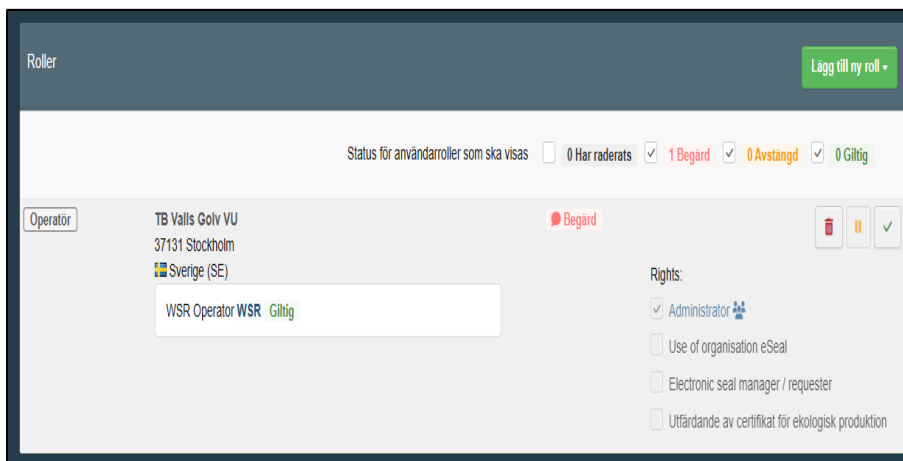 Roller
Lägg till ny roll
Status för användarroller som ska visas 0 Har raderats 1 Begärd 0 Avstängd 0 Giltig
Operatör
TB Valls Golv VU
37131 Stockholm
Sverige (SE)
WSR Operator WSR Giltig
Begärd
Rights:
Administrator
Use of organisation eSeal
Electronic seal manager / requester
Utfärdande av certifikat för ekologisk produktion